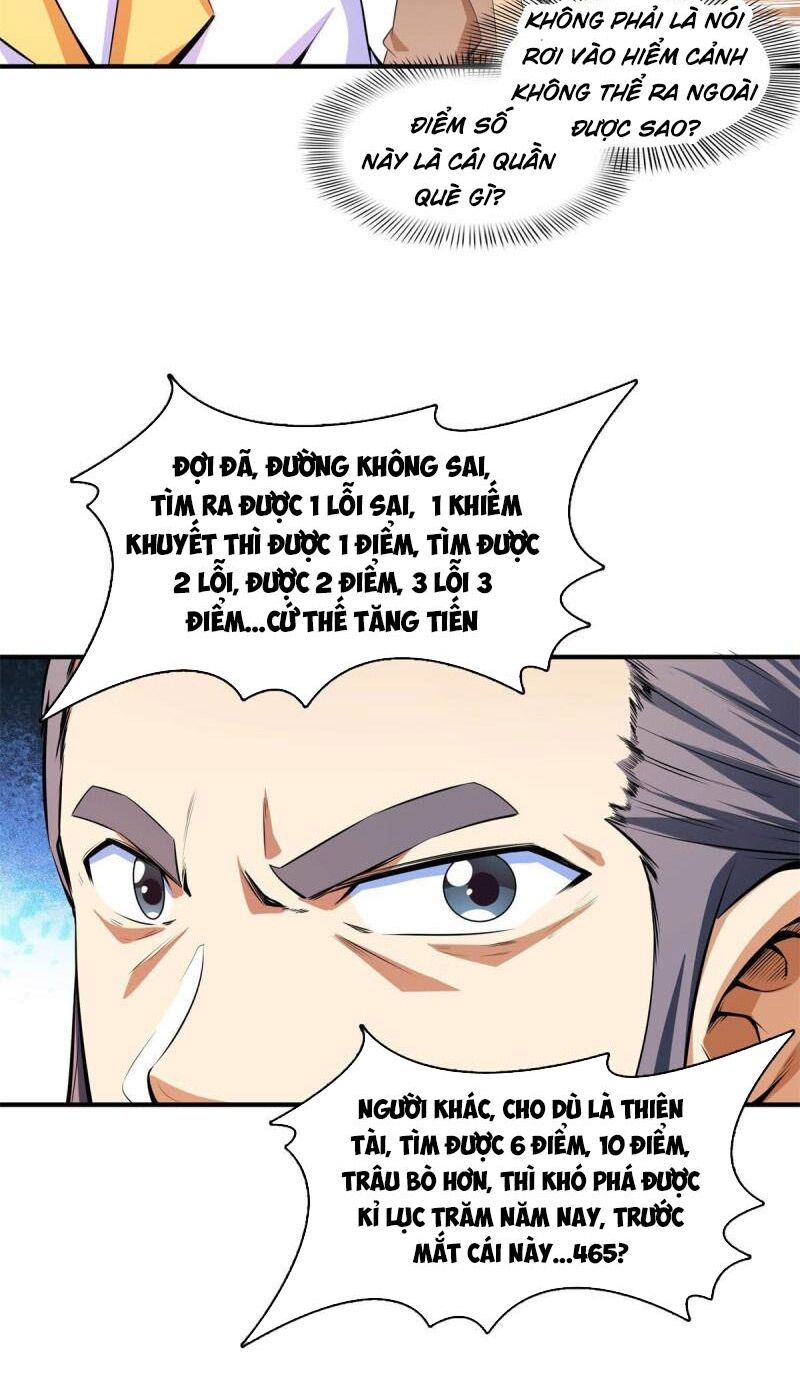 KHÔNG PHẢI LÀ NÓI
RƠI VÀO HIỂM CẢNH
KHÔNG THỂ RA NGOÀI
ĐƯỢC SAO?
ĐIỂM SỐ
NÀY LÀ CÁI QUẦN
QUÈ GÌ?
ĐỢI ĐÃ, ĐƯỜNG KHÔNG SAI,
TÌM RA ĐƯỢC 1 LỖI SAI, 1 KHIẾM
KHUYẾT THÌ ĐƯỢC 1 ĐIỂM, TÌM ĐƯỢC
2 LỖI, ĐƯỢC 2 ĐIỂM, 3 LỖI 3
ĐIỂM...CỨ THẾ TĂNG TIẾN
NGƯỜI KHÁC, CHO DÙ LÀ THIÊN
TÀI, TÌM ĐƯỢC 6 ĐIỂM, 10 ĐIỂM,
TRÂU BÒ HƠN, THÌ KHÓ PHÁ ĐƯỢC
KỈ LỤC TRĂM NĂM NAY, TRƯỚC
MẮT CÁI NÀY...465?